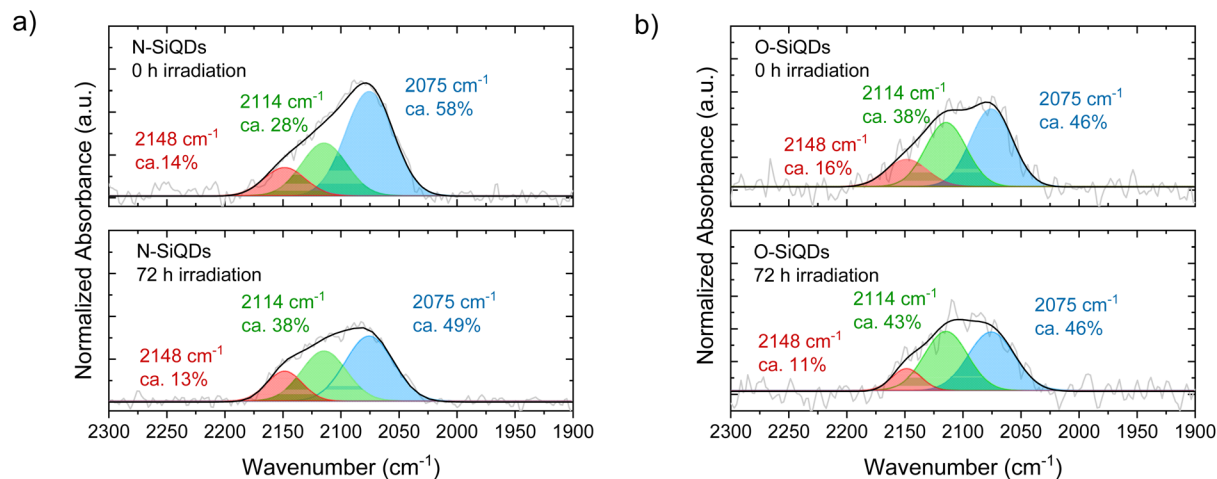 a)
N-SiQDs
0 h irradiation
2075 cm⁻¹
ca. 58%
2114 cm⁻¹
ca. 28%
2148 cm⁻¹
ca.14%
N-SiQDs
72 h irradiation
2114 cm⁻¹
ca. 38%
2075 cm⁻¹
ca. 49%
2148 cm⁻¹
ca. 13%
Normalized Absorbance (a.u.)
2300 2250 2200 2150 2100 2050 2000 1950 1900
Wavenumber (cm⁻¹)
b)
O-SiQDs
0 h irradiation
2114 cm⁻¹
ca. 38%
2075 cm⁻¹
ca. 46%
2148 cm⁻¹
ca. 16%
O-SiQDs
72 h irradiation
2114 cm⁻¹
ca. 43%
2075 cm⁻¹
ca. 46%
2148 cm⁻¹
ca. 11%
Normalized Absorbance (a.u.)
2300 2250 2200 2150 2100 2050 2000 1950 1900
Wavenumber (cm⁻¹)